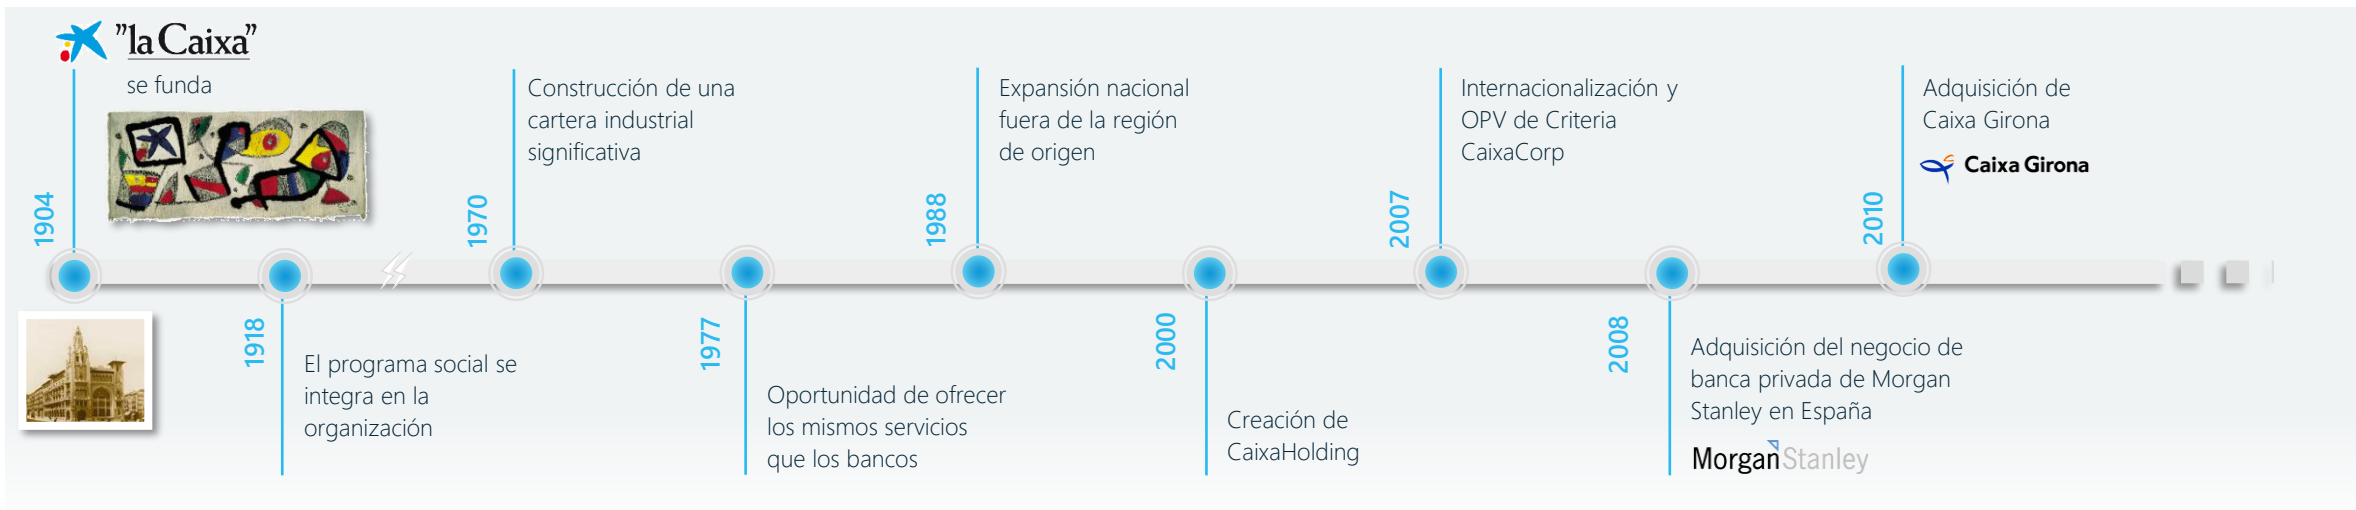 "la Caixa"
se funda
1904
1918
El programa social se
integra en la
organización
1970
Construcción de una
cartera industrial
significativa
1977
Oportunidad de ofrecer
los mismos servicios
que los bancos
1988
Expansión nacional
fuera de la región
de origen
2000
Creación de
CaixaHolding
2007
Internacionalización y
OPV de Criteria
CaixaCorp
2008
Adquisición del negocio de
banca privada de Morgan
Stanley en España
MorganStanley
2010
Adquisición de
Caixa Girona
Caixa Girona